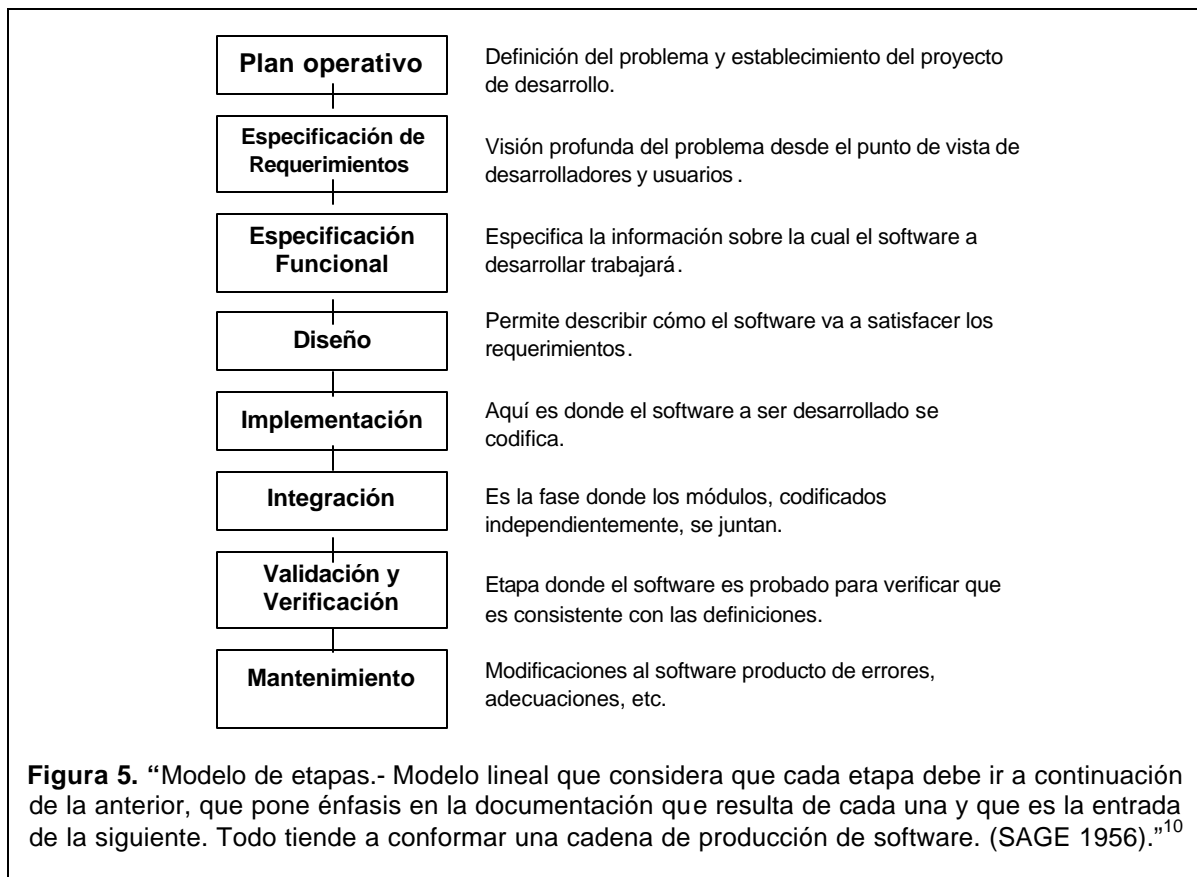 Plan operativo
Definición del problema y establecimiento del proyecto
de desarrollo.
Especificación de
Requerimientos
Visión profunda del problema desde el punto de vista de
desarrolladores y usuarios .
Especificación
Funcional
Especifica la información sobre la cual el software a
desarrollar trabajará.
Diseño
Permite describir cómo el software va a satisfacer los
requerimientos.
Implementación
Aquí es donde el software a ser desarrollado se
codifica.
Integración
Es la fase donde los módulos, codificados
independientemente, se juntan.
Validación y
Verificación
Etapa donde el software es probado para verificar que
es consistente con las definiciones.
Mantenimiento
Modificaciones al software producto de errores,
adecuaciones, etc.
Figura 5. “Modelo de etapas.- Modelo lineal que considera que cada etapa debe ir a continuación
de la anterior, que pone énfasis en la documentación que resulta de cada una y que es la entrada
de la siguiente. Todo tiende a conformar una cadena de producción de software. (SAGE 1956).”10